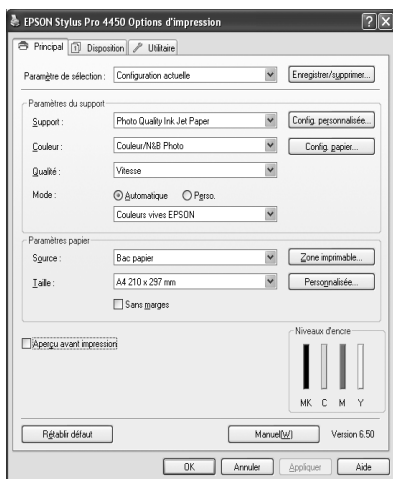 EPSON Stylus Pro 4450 Options d'impression
Principal Disposition Utilitaire
Paramètre de sélection : Configuration actuelle Enregistrer/supprimer...
Paramètres du support
Support : Photo Quality Ink Jet Paper Config. personnalisée...
Couleur : Couleur/N&B Photo Config. papier...
Qualité : Vitesse
Mode : Automatique Perso.
Couleurs vives EPSON
Paramètres papier
Source : Bac papier Zone imprimable...
Taille : A4 210 x 297 mm Personnalisée...
Sans marges
Aperçu avant impression
Niveaux d'encre
MK C M Y
Rétablir défaut Manuel(W) Version 6.50
OK Annuler Appliquer Aide